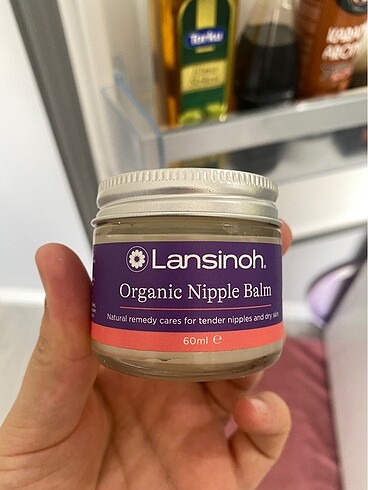 Lansinoh®
Organic Nipple Balm
Natural remedy cares for tender nipples and dry skin
60ml ℮